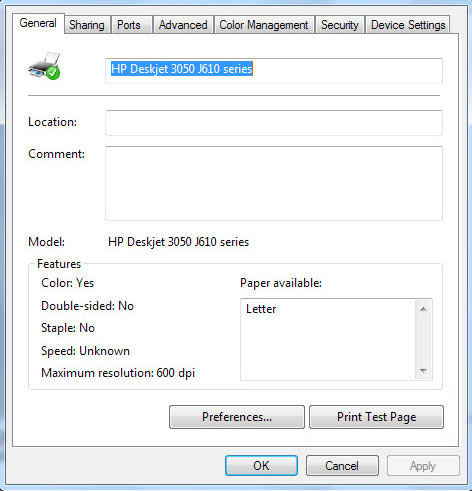 General Sharing Ports Advanced Color Management Security Device Settings
HP Deskjet 3050 J610 series
Location:
Comment:
Model: HP Deskjet 3050 J610 series
Features
Color: Yes
Double-sided: No
Staple: No
Speed: Unknown
Maximum resolution: 600 dpi
Paper available:
Letter
Preferences... Print Test Page
OK Cancel Apply